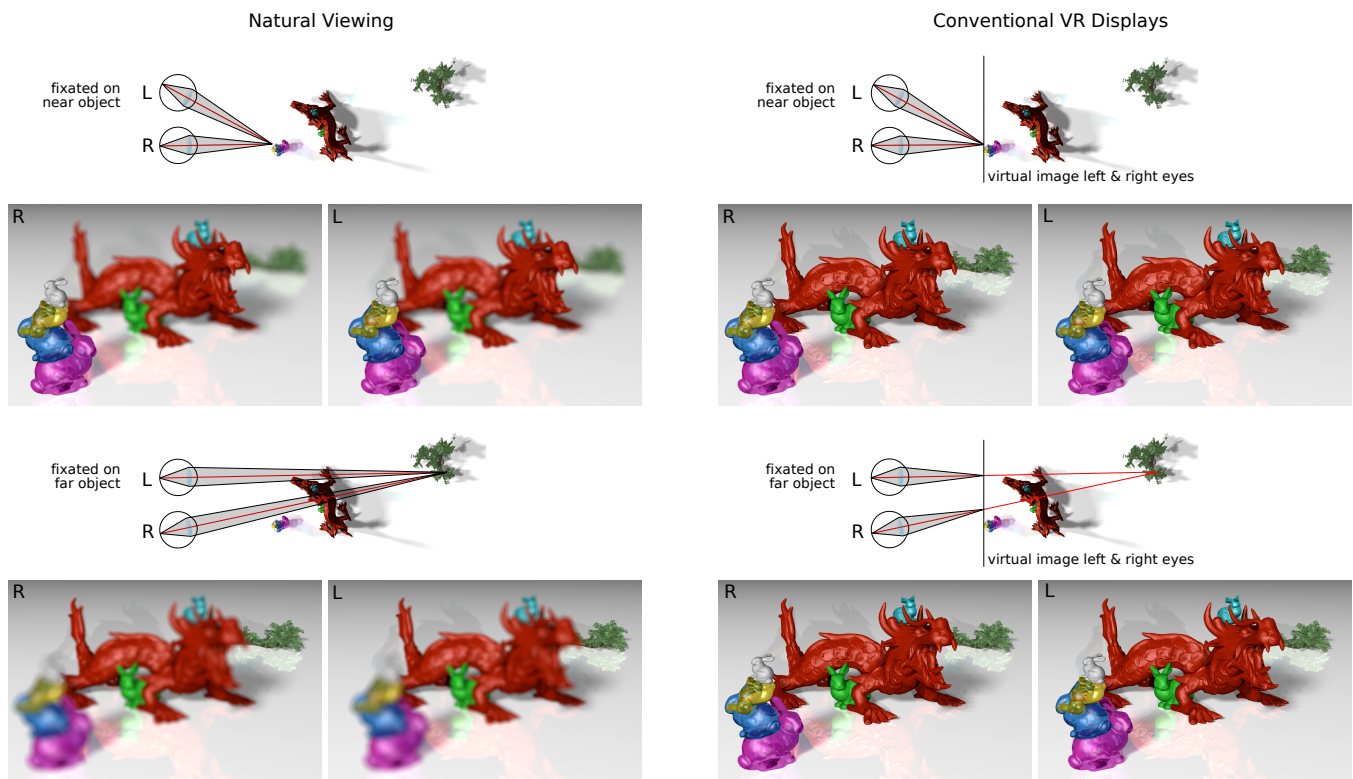 Natural Viewing
Conventional VR Displays
fixated on
near object
L
R
fixated on
near object
L
R
virtual image left & right eyes
R
L
R
L
fixated on
far object
L
R
fixated on
far object
L
R
virtual image left & right eyes
R
L
R
L